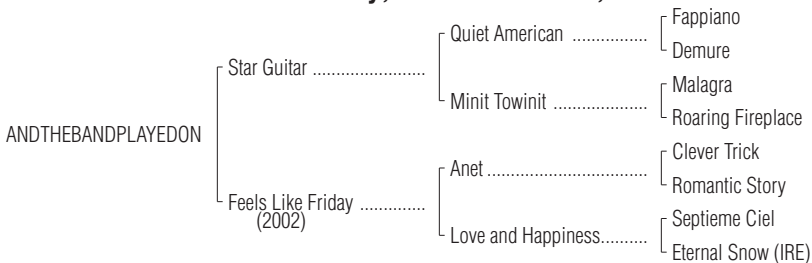 Fappiano
Quiet American ................
Demure
Star Guitar ........................
Malagra
Minit Towinit ....................
Roaring Fireplace
ANDTHEBANDPLAYEDON
Clever Trick
Anet ..................................
Romantic Story
Feels Like Friday ..............
(2002)
Septieme Ciel
Love and Happiness..........
Eternal Snow (IRE)